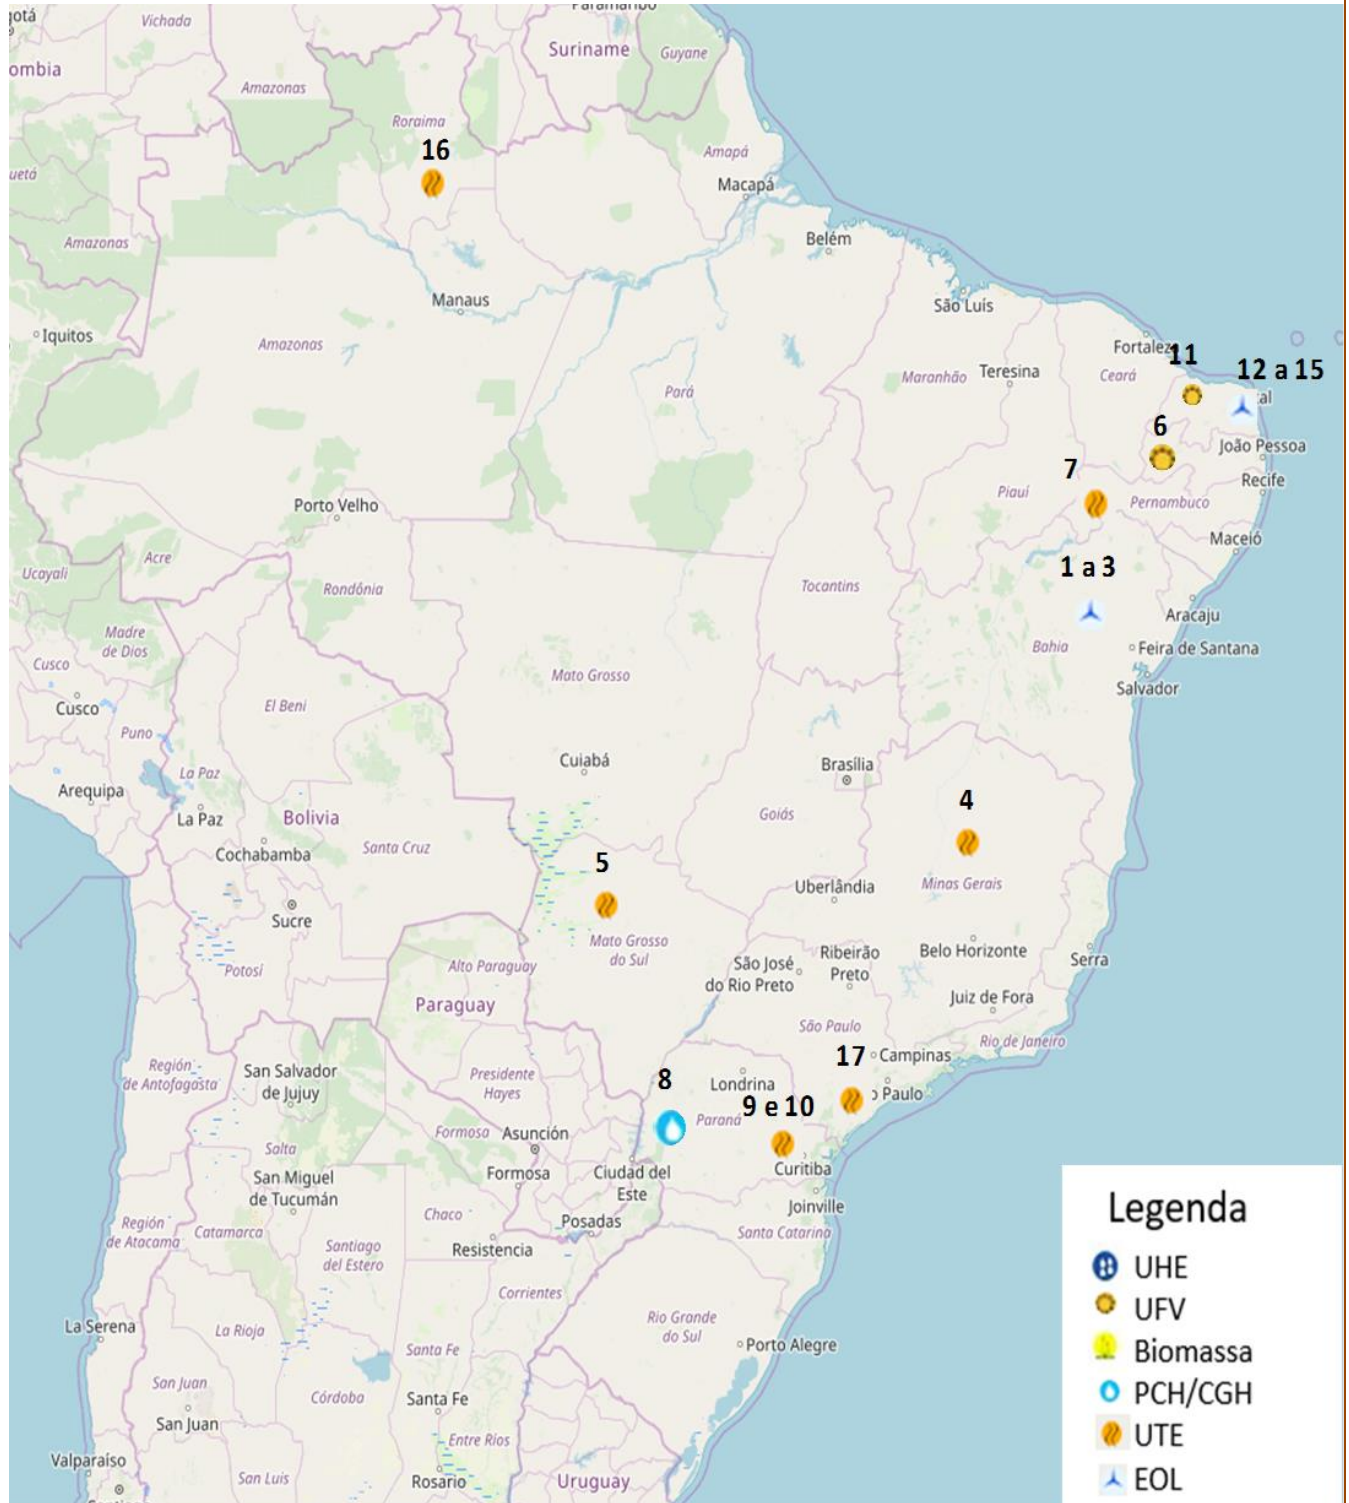 Vichada
Paramaribo
ombia
Suriname
Guyane
Amazonas
Roraima
16
Amapá
Macapá
Belém
Amazonas
São Luís
Manaus
Iquitos
Amazonas
Fortalez
11
12 a 15
Maranhão
Teresina
Ceará
Pará
al
6
João Pessoa
7
Recife
Piauí
Pernambuco
Porto Velho
Maceió
Acre
1 a 3
Ucayali
Rondônia
Tocantins
Aracaju
Madre
de Dios
Bahia
Feira de Santana
Cusco
Mato Grosso
Salvador
Cusco
El Beni
Puno
Cuiabá
Brasília
La Paz
Arequipa
La Paz
Bolivia
Goiás
4
Santa Cruz
Cochabamba
5
Uberlândia
Minas Gerais
Sucre
Mato Grosso
do Sul
Belo Horizonte
São José
do Rio Preto
Ribeirão
Preto
Serra
Potosí
Alto Paraguay
Paraguay
Juiz de Fora
São Paulo
Rio de Janeiro
17
Campinas
Región
de Antofagasta
San Salvador
de Jujuy
Presidente
Hayes
8
Londrina
o Paulo
9 e 10
Paraná
Formosa
Asunción
Salta
Curitiba
San Miguel
de Tucumán
Formosa
Ciudad del
Este
Joinville
Legenda
Chaco
Posadas
Región
de Atacama
Catamarca
Santa Catarina
Santiago
del Estero
Resistencia
UHE
Corrientes
UFV
La Serena
La Rioja
Rio Grande
do Sul
Porto Alegre
Santa Fe
Biomassa
San Juan
Córdoba
Santa Fe
PCH/CGH
San Juan
Entre Ríos
UTE
Valparaíso
San Luis
Rosario
Uruguay
EOL